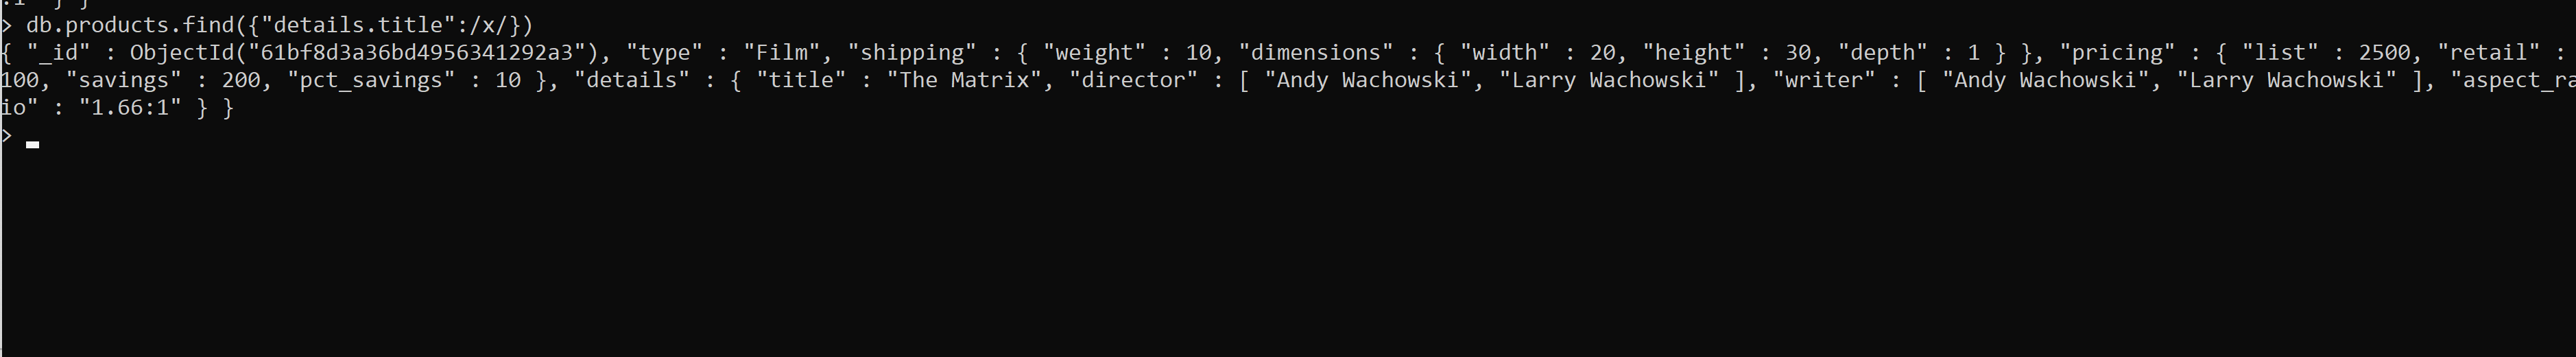 > db.products.find({"details.title":/x/})
{ "_id" : ObjectId("61bf8d3a36bd4956341292a3"), "type" : "Film", "shipping" : { "weight" : 10, "dimensions" : { "width" : 20, "height" : 30, "depth" : 1 } }, "pricing" : { "list" : 2500, "retail" :
100, "savings" : 200, "pct_savings" : 10 }, "details" : { "title" : "The Matrix", "director" : [ "Andy Wachowski", "Larry Wachowski" ], "writer" : [ "Andy Wachowski", "Larry Wachowski" ], "aspect_ra
io" : "1.66:1" } }
>